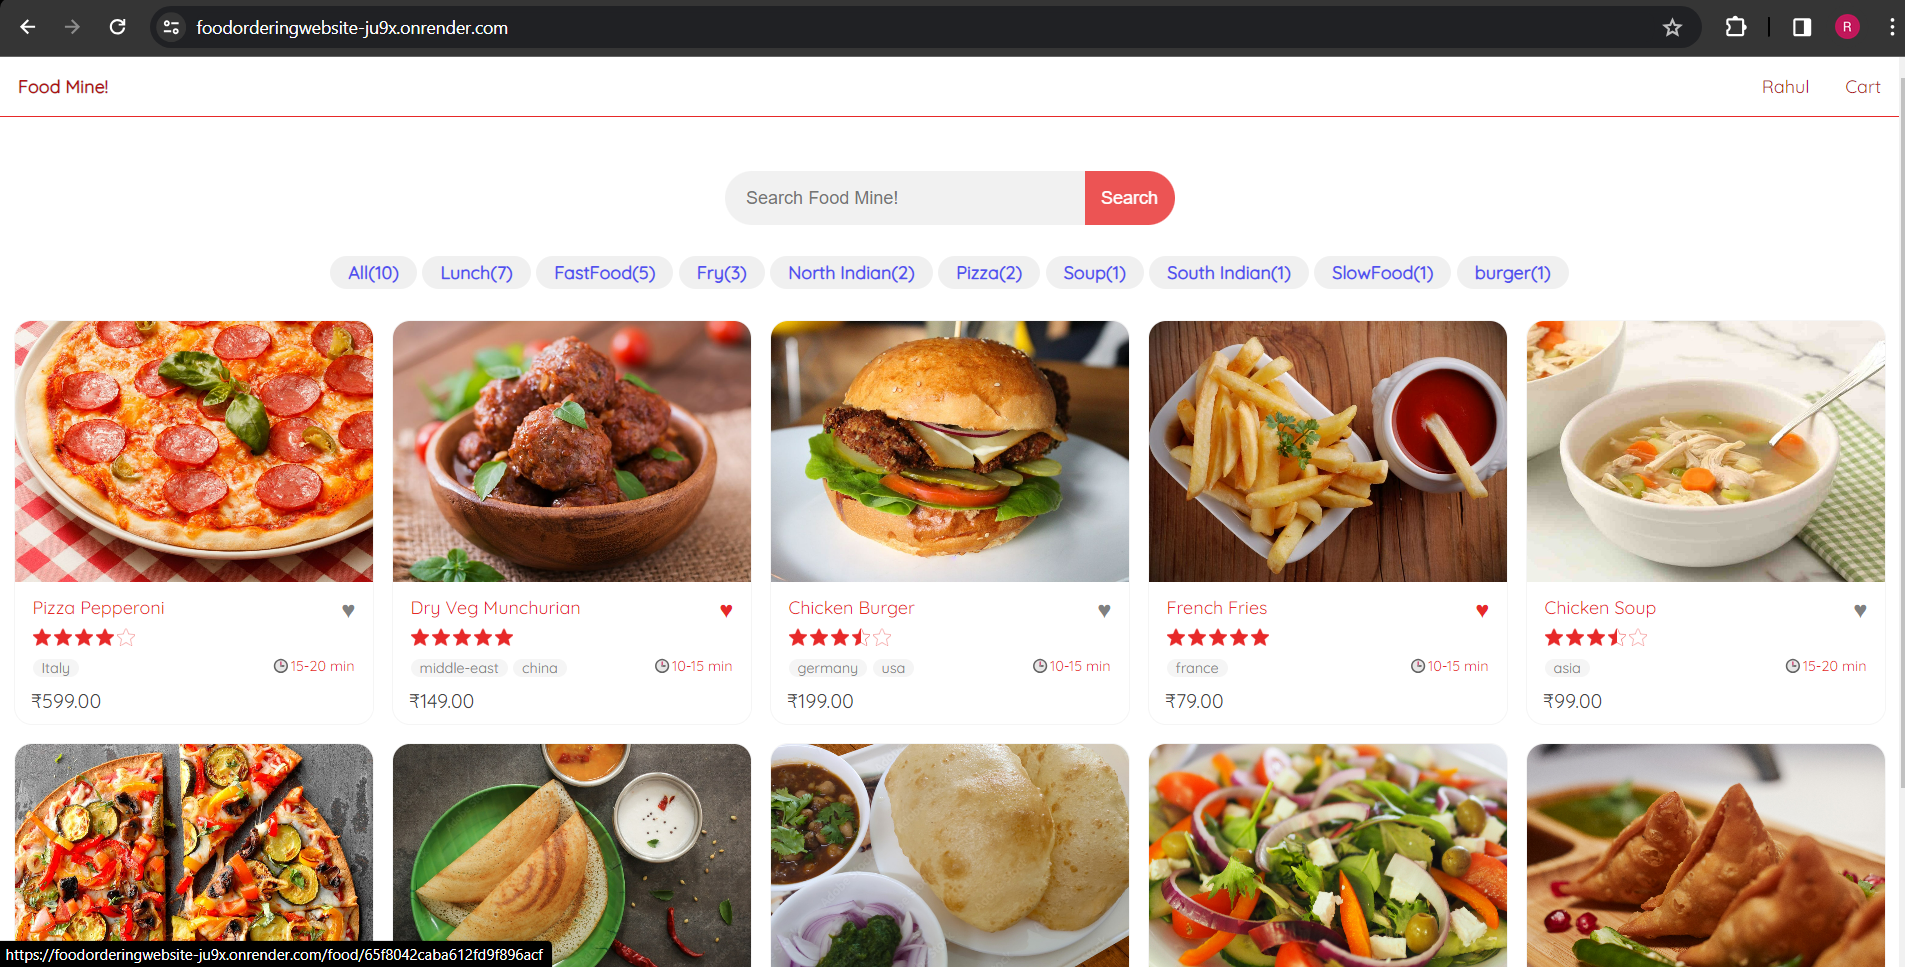 foodorderingwebsite-ju9x.onrender.com
R
Food Mine!
Rahul Cart
Search Food Mine! Search
All(10) Lunch(7) FastFood(5) Fry(3) North Indian(2) Pizza(2) Soup(1) South Indian(1) SlowFood(1) burger(1)
Pizza Pepperoni
Italy 15-20 min
₹599.00
Dry Veg Munchurian
middle-east china 10-15 min
₹149.00
Chicken Burger
germany usa 10-15 min
₹199.00
French Fries
france 10-15 min
₹79.00
Chicken Soup
asia 15-20 min
₹99.00
https://foodorderingwebsite-ju9x.onrender.com/food/65f8042caba612fd9f896acf